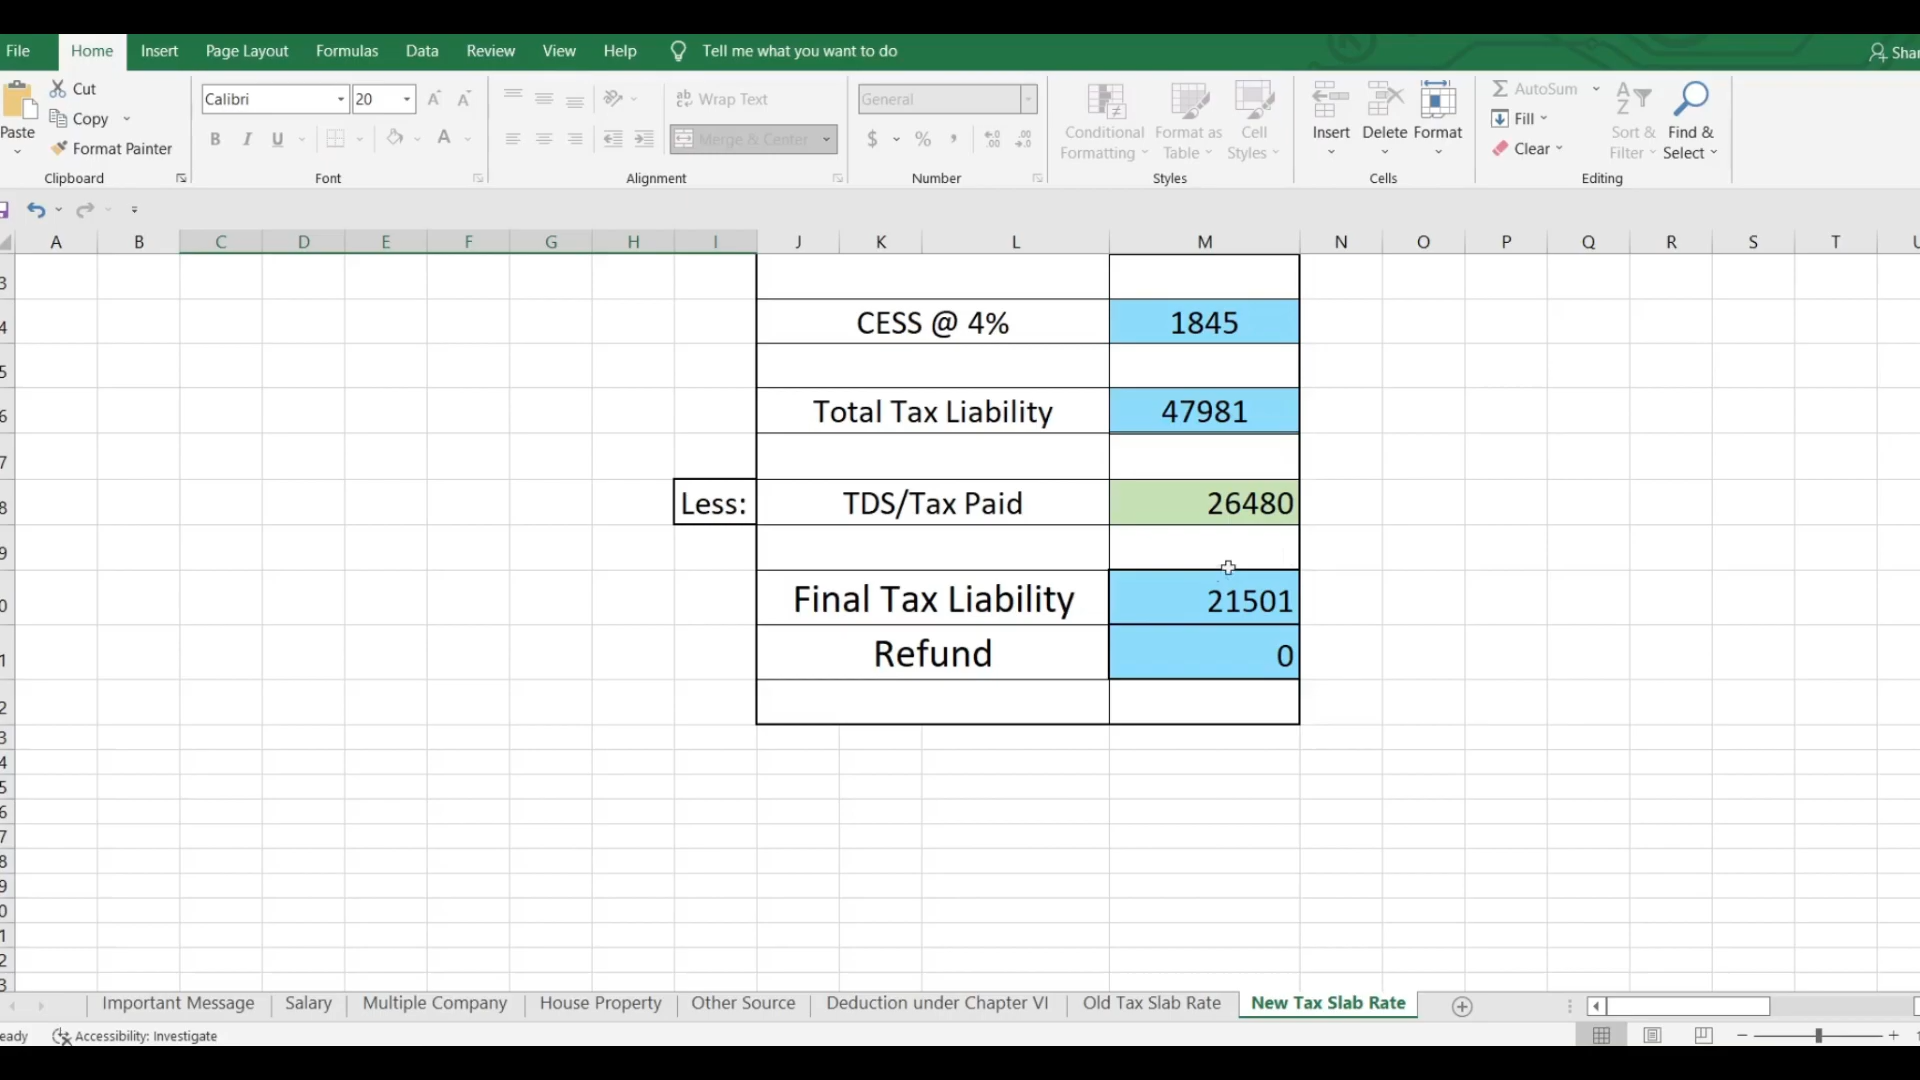 File Home Insert Page Layout Formulas Data Review View Help Tell me what you want to do
Cut
Copy
Format Painter
Paste
Clipboard
Calibri 20
B I U A
Font
ab Wrap Text
Merge & Center
Alignment
General
$ % ,
Number
Conditional Formatting
Format as Table
Cell Styles
Styles
Insert Delete Format
Cells
AutoSum
Fill
Clear
Sort & Filter
Find & Select
Editing
A B C D E F G H I J K L M N O P Q R S T
CESS @ 4% 1845
Total Tax Liability 47981
Less: TDS/Tax Paid 26480
Final Tax Liability 21501
Refund 0
Important Message Salary Multiple Company House Property Other Source Deduction under Chapter VI Old Tax Slab Rate New Tax Slab Rate
Accessibility: Investigate